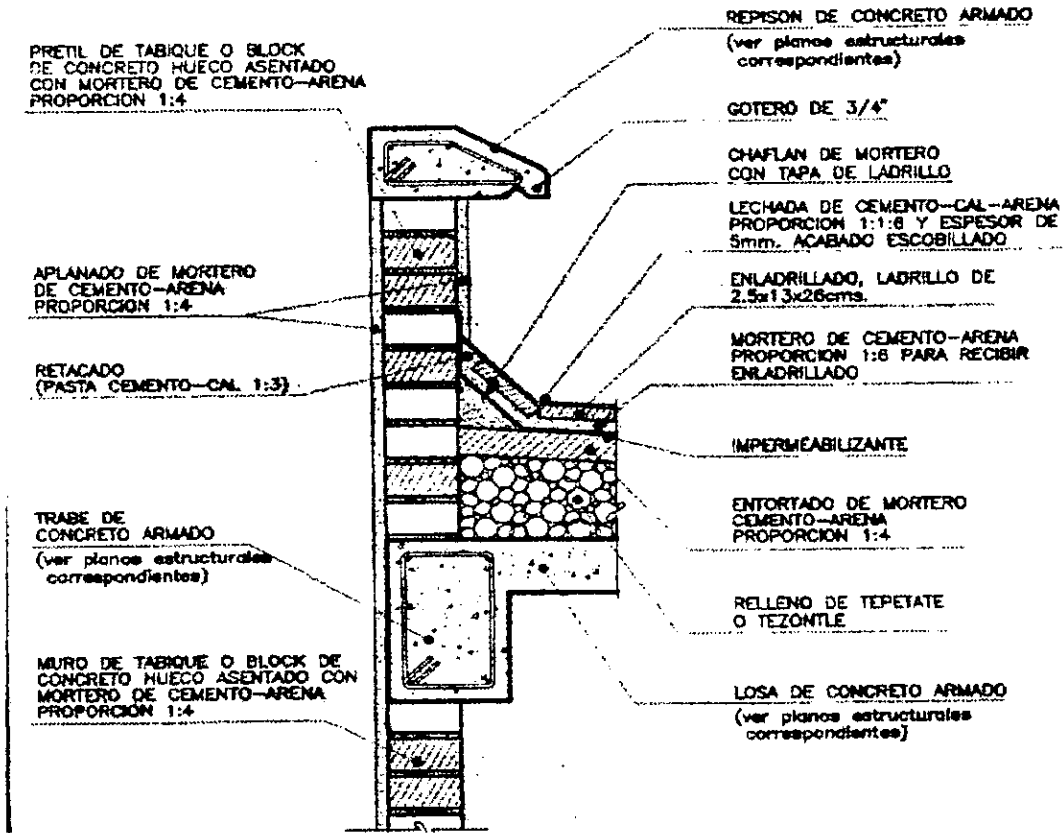 PRETIL DE TABIQUE O BLOCK
DE CONCRETO HUECO ASENTADO
CON MORTERO DE CEMENTO-ARENA
PROPORCION 1:4
APLANADO DE MORTERO
DE CEMENTO-ARENA
PROPORCION 1:4
RETACADO
(PASTA CEMENTO-CAL 1:3)
TRABE DE
CONCRETO ARMADO
(ver planos estructurales
correspondientes)
MURO DE TABIQUE O BLOCK DE
CONCRETO HUECO ASENTADO CON
MORTERO DE CEMENTO-ARENA
PROPORCION 1:4
REPISON DE CONCRETO ARMADO
(ver planos estructurales
correspondientes)
GOTERO DE 3/4"
CHAFLAN DE MORTERO
CON TAPA DE LADRILLO
LECHADA DE CEMENTO-CAL-ARENA
PROPORCION 1:1:6 Y ESPESOR DE
5mm. ACABADO ESCOBILLADO
ENLADRILLADO, LADRILLO DE
2.5x13x26cms.
MORTERO DE CEMENTO-ARENA
PROPORCION 1:6 PARA RECIBIR
ENLADRILLADO
IMPERMEABILIZANTE
ENTORTADO DE MORTERO
CEMENTO-ARENA
PROPORCION 1:4
RELLENO DE TEPETATE
O TEZONTLE
LOSA DE CONCRETO ARMADO
(ver planos estructurales
correspondientes)